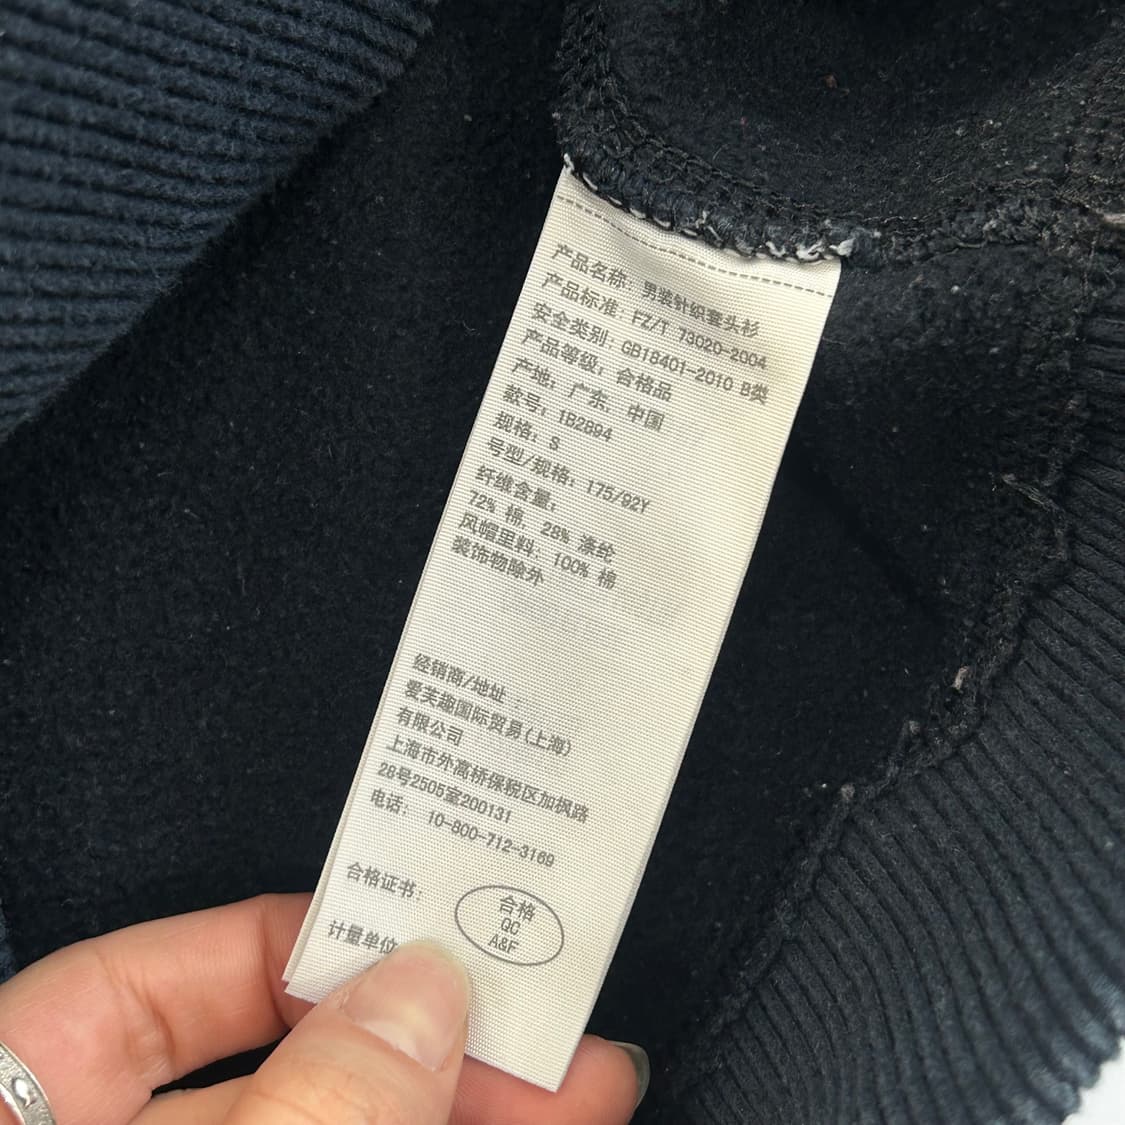 产品名称: 男装针织套头衫
产品标准: FZ/T 73020-2004
安全类别: GB18401-2010 B类
产品等级: 合格品
产地: 广东, 中国
款号: 1B2894
规格: S
号型/规格: 175/92Y
纤维含量:
72% 棉, 28% 涤纶
风帽里料: 100% 棉
装饰物除外
经销商/地址:
爱芙趣国际贸易(上海)
有限公司
上海市外高桥保税区加枫路
28号2505室200131
电话: 10-800-712-3169
合格证书:
合格
QC
A&F
计量单位